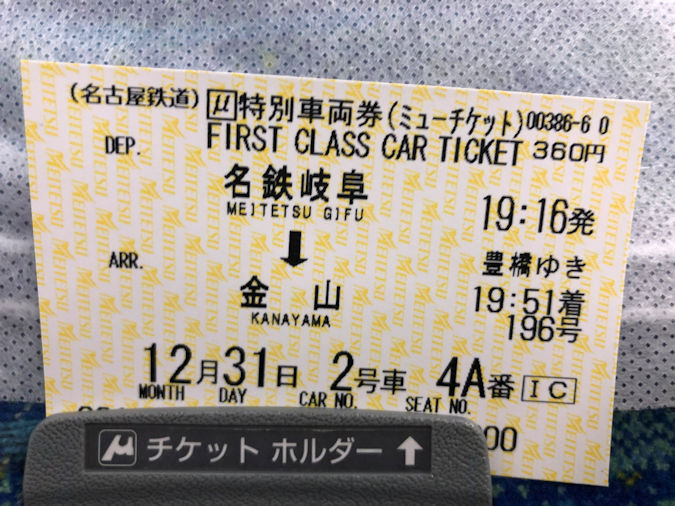 (名古屋鉄道) μ特別車両券(ミューチケット)00386-60
FIRST CLASS CAR TICKET 360円
DEP.
名鉄岐阜
MEITETSU GIFU
19:16発
↓
豊橋ゆき
ARR.
金山
KANAYAMA
19:51着
196号
12月31日 2号車 4A番 IC
MONTH DAY CAR NO. SEAT NO.
00
μ チケット ホルダー ↑